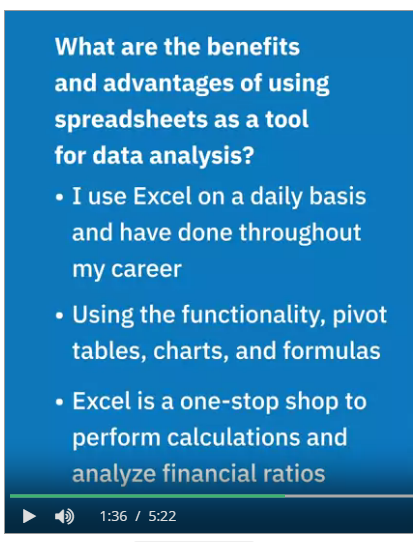 What are the benefits
and advantages of using
spreadsheets as a tool
for data analysis?
• I use Excel on a daily basis
and have done throughout
my career
• Using the functionality, pivot
tables, charts, and formulas
• Excel is a one-stop shop to
perform calculations and
analyze financial ratios
1:36 / 5:22